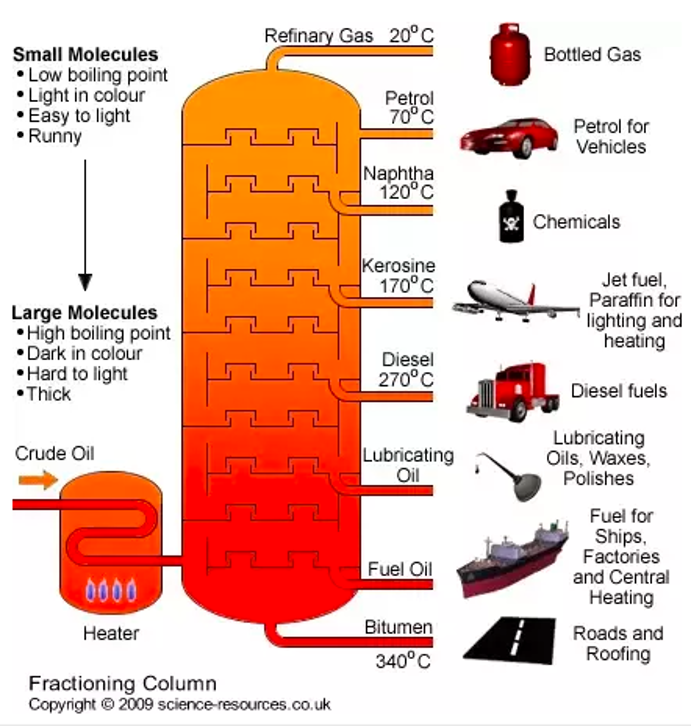 Refinary Gas 20°C
Bottled Gas
Small Molecules
• Low boiling point
• Light in colour
• Easy to light
• Runny
Petrol
70°C
Petrol for
Vehicles
Naphtha
120°C
Chemicals
Kerosine
170°C
Jet fuel,
Paraffin for
lighting and
heating
Large Molecules
• High boiling point
• Dark in colour
• Hard to light
• Thick
Diesel
270°C
Diesel fuels
Crude Oil
Lubricating
Oil
Lubricating
Oils, Waxes,
Polishes
Fuel Oil
Fuel for
Ships,
Factories
and Central
Heating
Heater
Bitumen
340°C
Roads and
Roofing
Fractioning Column
Copyright © 2009 science-resources.co.uk